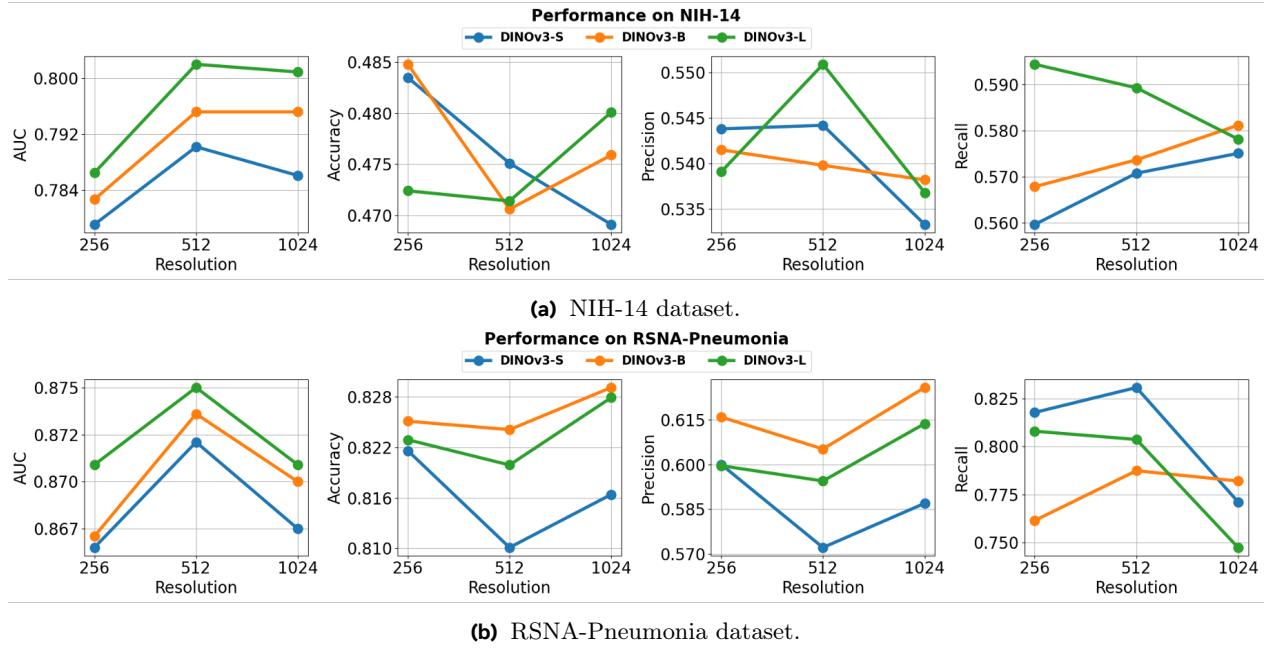 Performance on NIH-14
DINOv3-S DINOv3-B DINOv3-L
0.800
0.792
0.784
AUC
256 512 1024
Resolution
0.485
0.480
0.475
0.470
Accuracy
256 512 1024
Resolution
0.550
0.544
0.540
0.535
Precision
256 512 1024
Resolution
0.590
0.580
0.570
0.560
Recall
256 512 1024
Resolution
(a) NIH-14 dataset.
Performance on RSNA-Pneumonia
DINOv3-S DINOv3-B DINOv3-L
0.875
0.872
0.870
0.867
AUC
256 512 1024
Resolution
0.828
0.822
0.816
0.810
Accuracy
256 512 1024
Resolution
0.615
0.600
0.585
0.570
Precision
256 512 1024
Resolution
0.825
0.800
0.775
0.750
Recall
256 512 1024
Resolution
(b) RSNA-Pneumonia dataset.